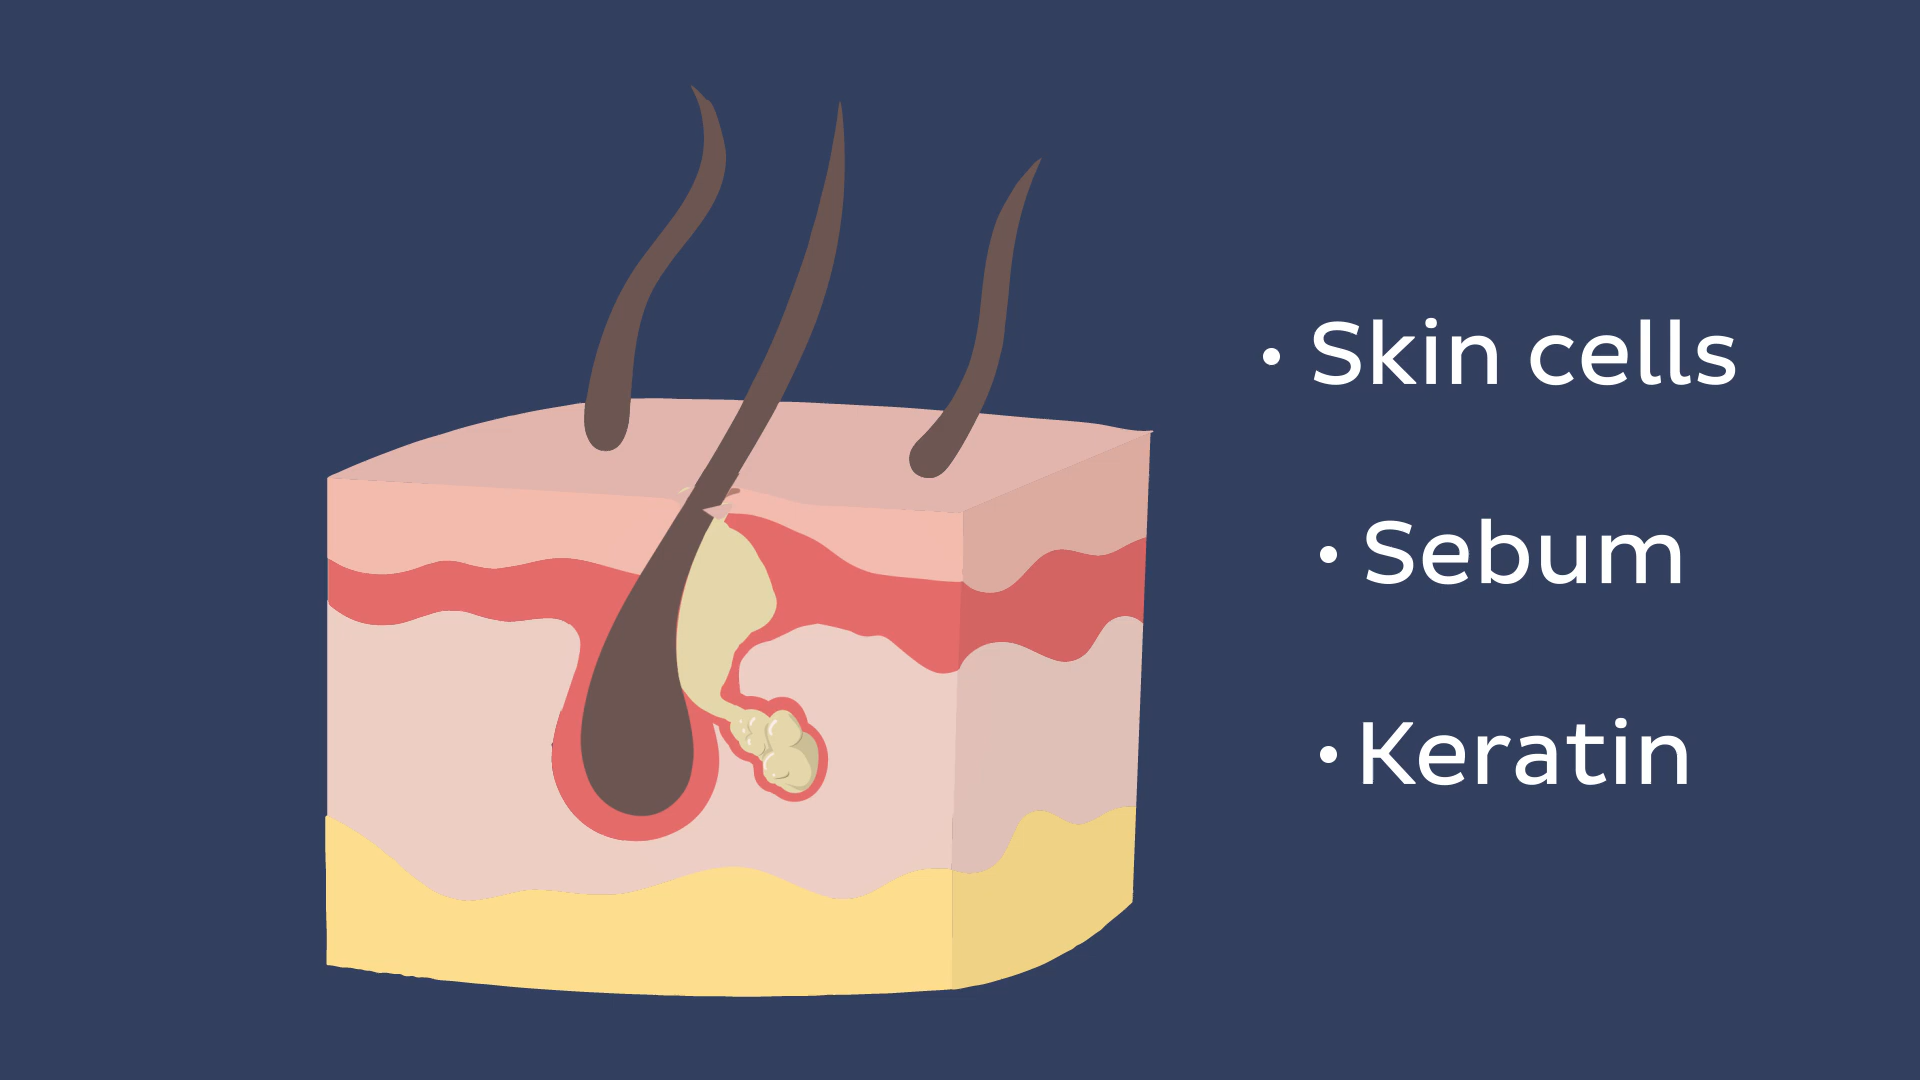 • Skin cells
• Sebum
• Keratin